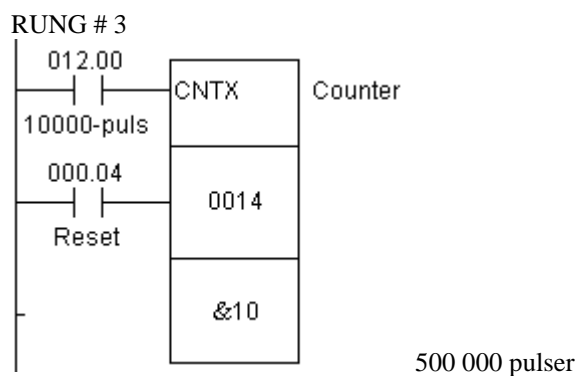 RUNG # 3
012.00
CNTX Counter
10000-puls
000.04
0014
Reset
&10
500 000 pulser